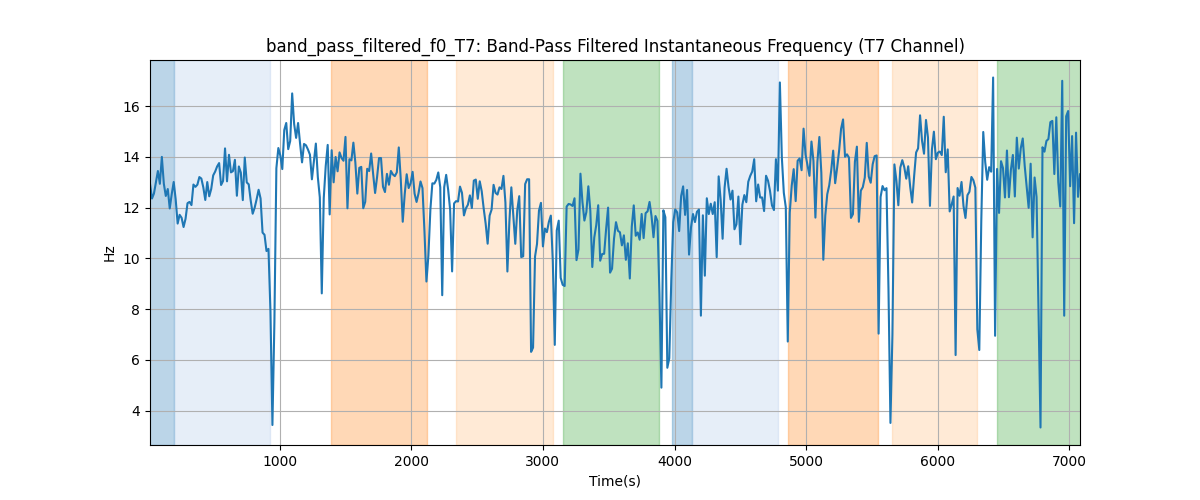 band_pass_filtered_f0_T7: Band-Pass Filtered Instantaneous Frequency (T7 Channel)
16
14
12
10
8
6
4
Hz
1000 2000 3000 4000 5000 6000 7000
Time(s)